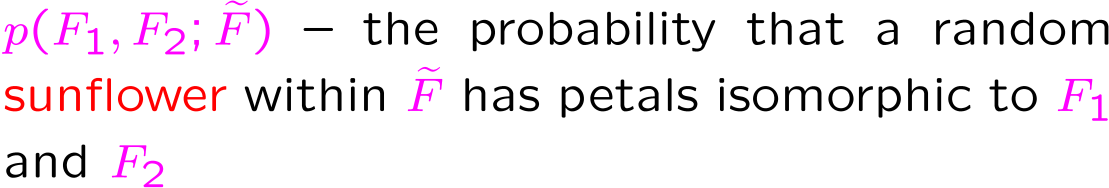 p(F₁, F₂; F̃) – the probability that a random
sunflower within F̃ has petals isomorphic to F₁
and F₂